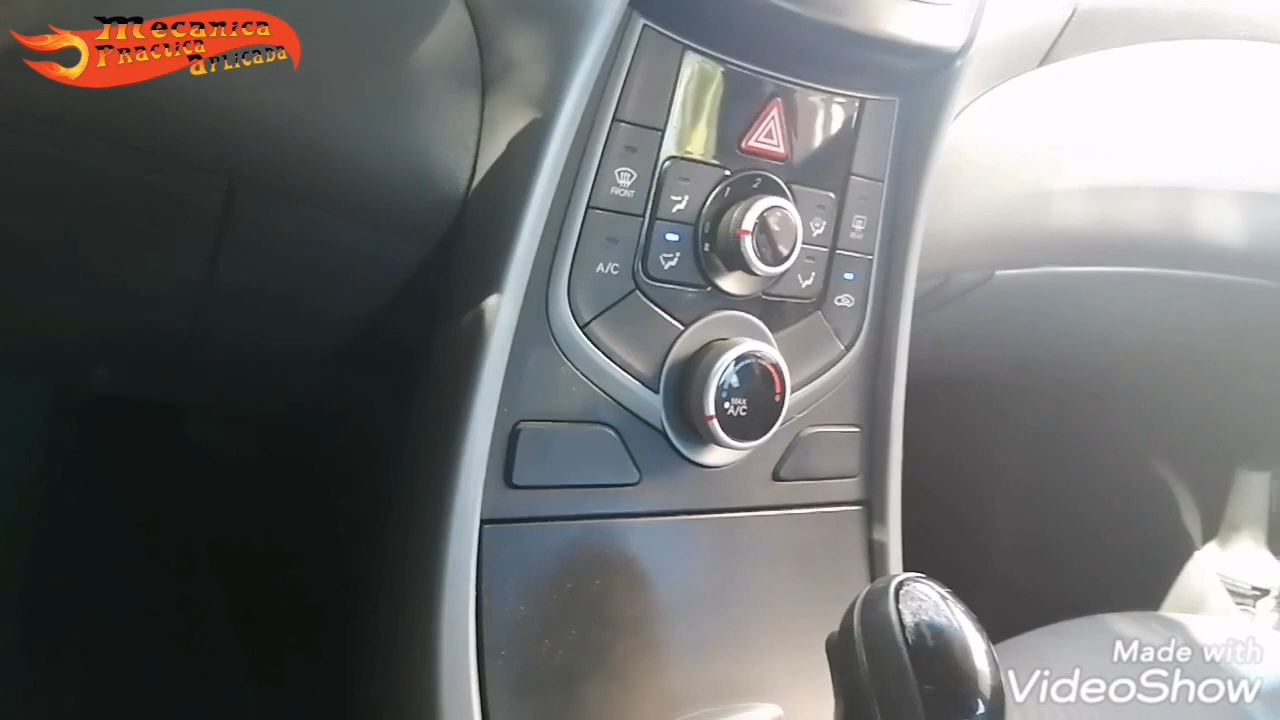 Mecanica
Practica
aplicada
FRONT
1 2
A/C
MAX
A/C
Made with
VideoShow